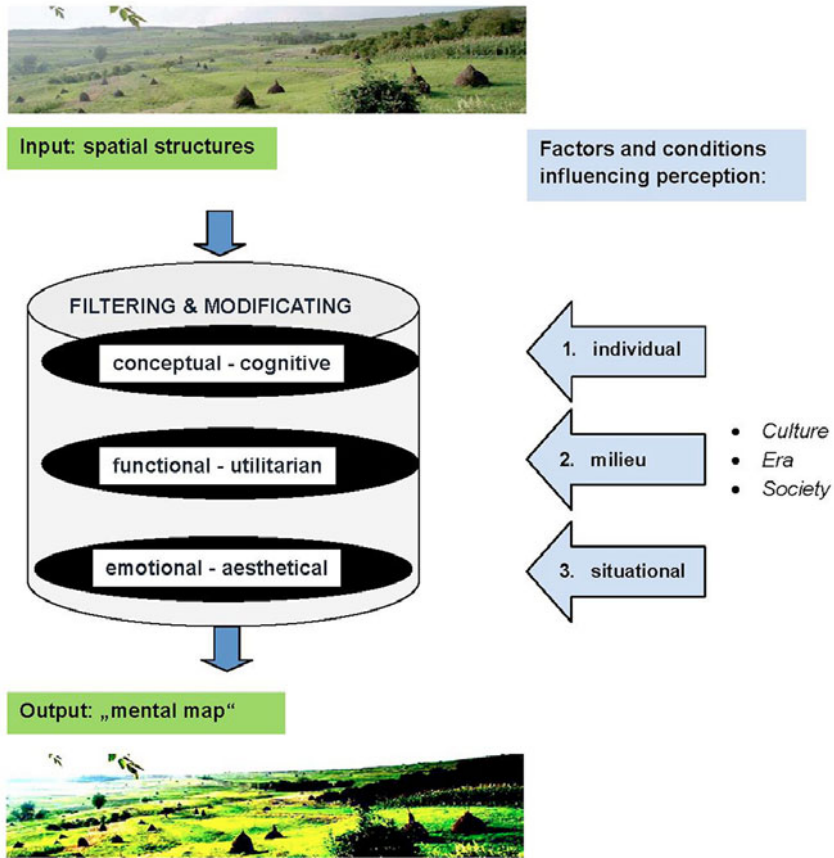 Input: spatial structures
Factors and conditions
influencing perception:
FILTERING & MODIFICATING
conceptual - cognitive
functional - utilitarian
emotional - aesthetical
1. individual
2. milieu
3. situational
• Culture
• Era
• Society
Output: „mental map“